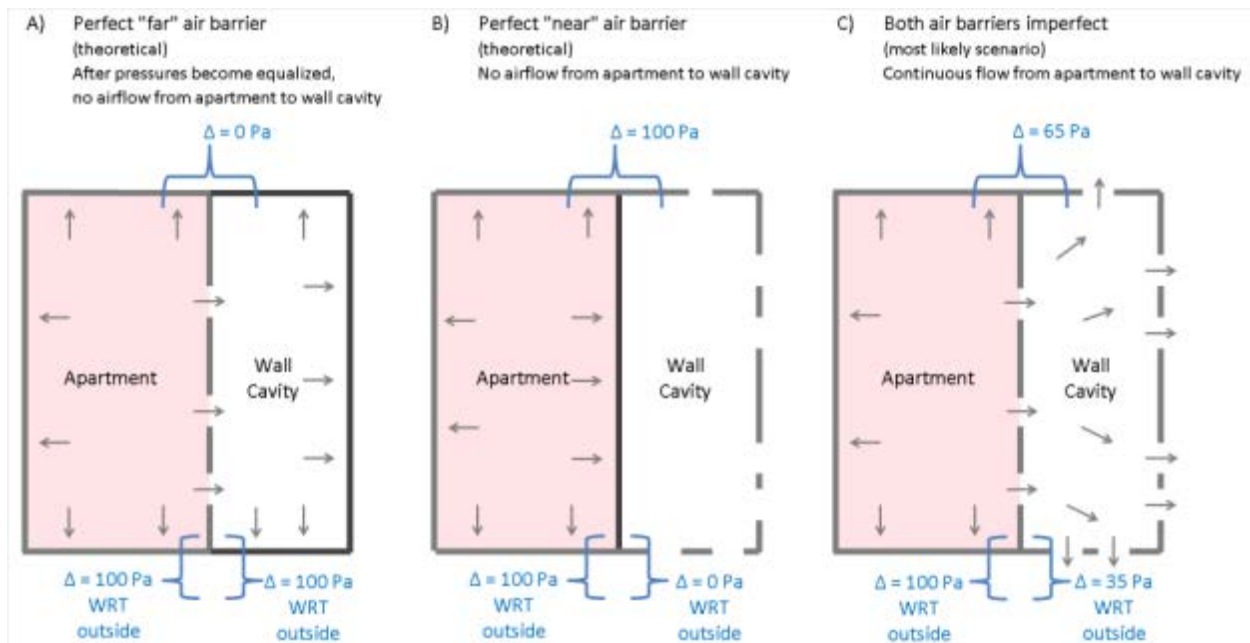 A) Perfect "far" air barrier
(theoretical)
After pressures become equalized,
no airflow from apartment to wall cavity
Δ = 0 Pa
Apartment
Wall
Cavity
Δ = 100 Pa
WRT
outside
Δ = 100 Pa
WRT
outside
B) Perfect "near" air barrier
(theoretical)
No airflow from apartment to wall cavity
Δ = 100 Pa
Apartment
Wall
Cavity
Δ = 100 Pa
WRT
outside
Δ = 0 Pa
WRT
outside
C) Both air barriers imperfect
(most likely scenario)
Continuous flow from apartment to wall cavity
Δ = 65 Pa
Apartment
Wall
Cavity
Δ = 100 Pa
WRT
outside
Δ = 35 Pa
WRT
outside